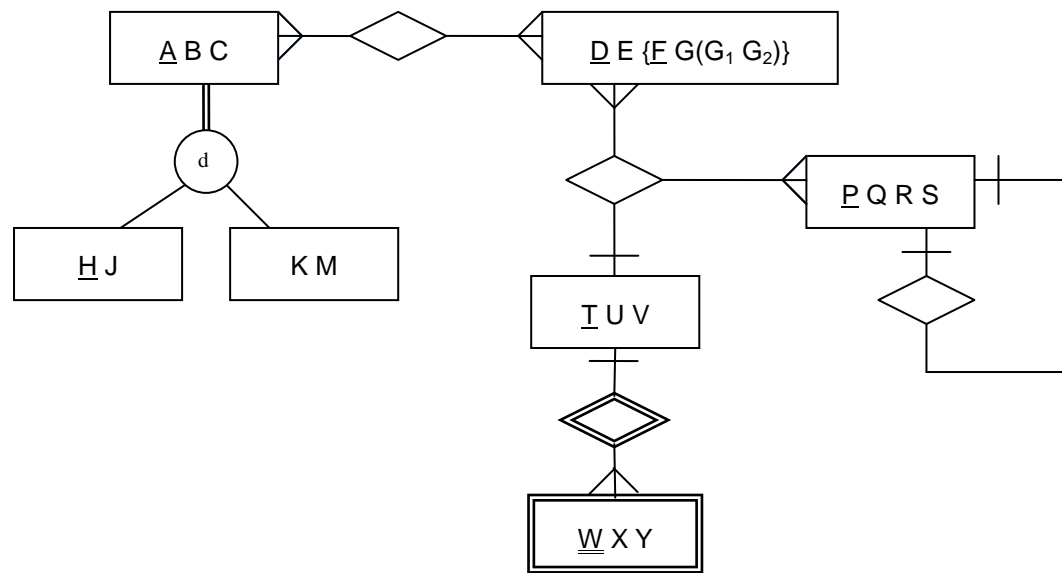 A B C
D E {F G(G₁ G₂)}
d
P Q R S
H J
K M
T U V
W X Y